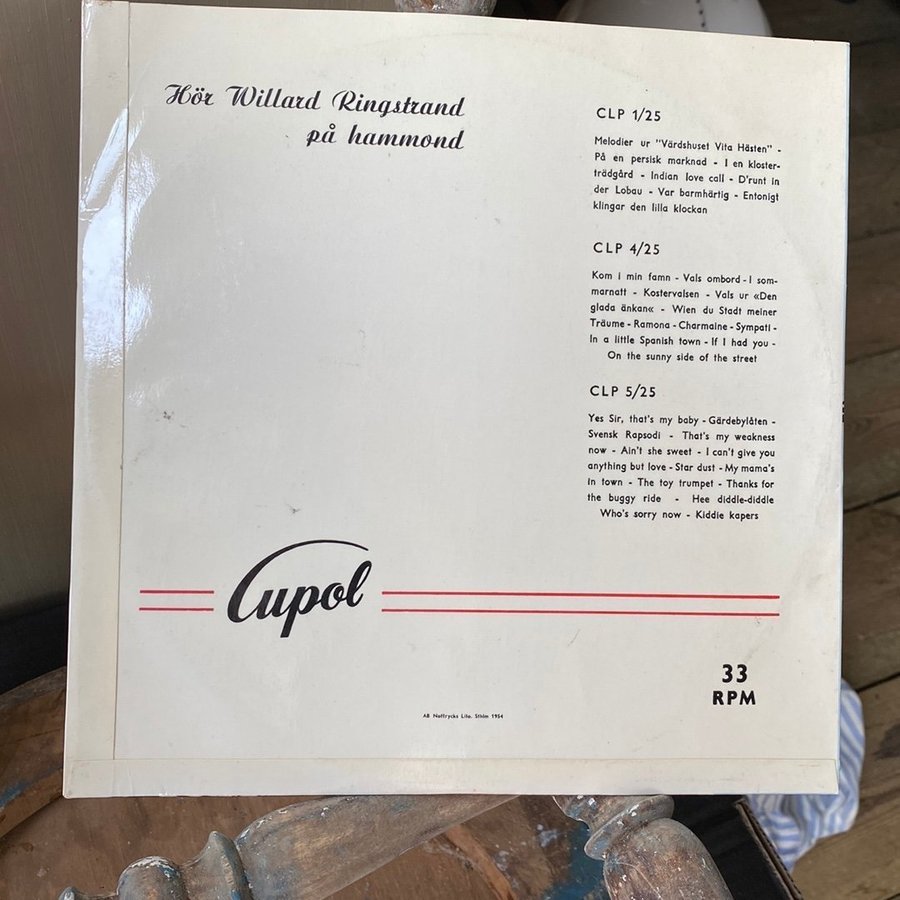 Hör Willard Ringstrand
på hammond
CLP 1/25
Melodier ur "Värdshuset Vita Hästen" -
På en persisk marknad - I en kloster-
trädgård - Indian love call - D'runt in
der Lobau - Var barmhärtig - Entonigt
klingar den lilla klockan
CLP 4/25
Kom i min famn - Vals ombord - I som-
marnatt - Kostervalsen - Vals ur «Den
glada änkan« - Wien du Stadt meiner
Träume - Ramona - Charmaine - Sympati -
In a little Spanish town - If I had you -
On the sunny side of the street
CLP 5/25
Yes Sir, that's my baby - Gärdebylåten -
Svensk Rapsodi - That's my weakness
now - Ain't she sweet - I can't give you
anything but love - Star dust - My mama's
in town - The toy trumpet - Thanks for
the buggy ride - Hee diddle-diddle
Who's sorry now - Kiddie kapers
Cupol
33
RPM
AB Nattrycks Lito. Sthlm 1954